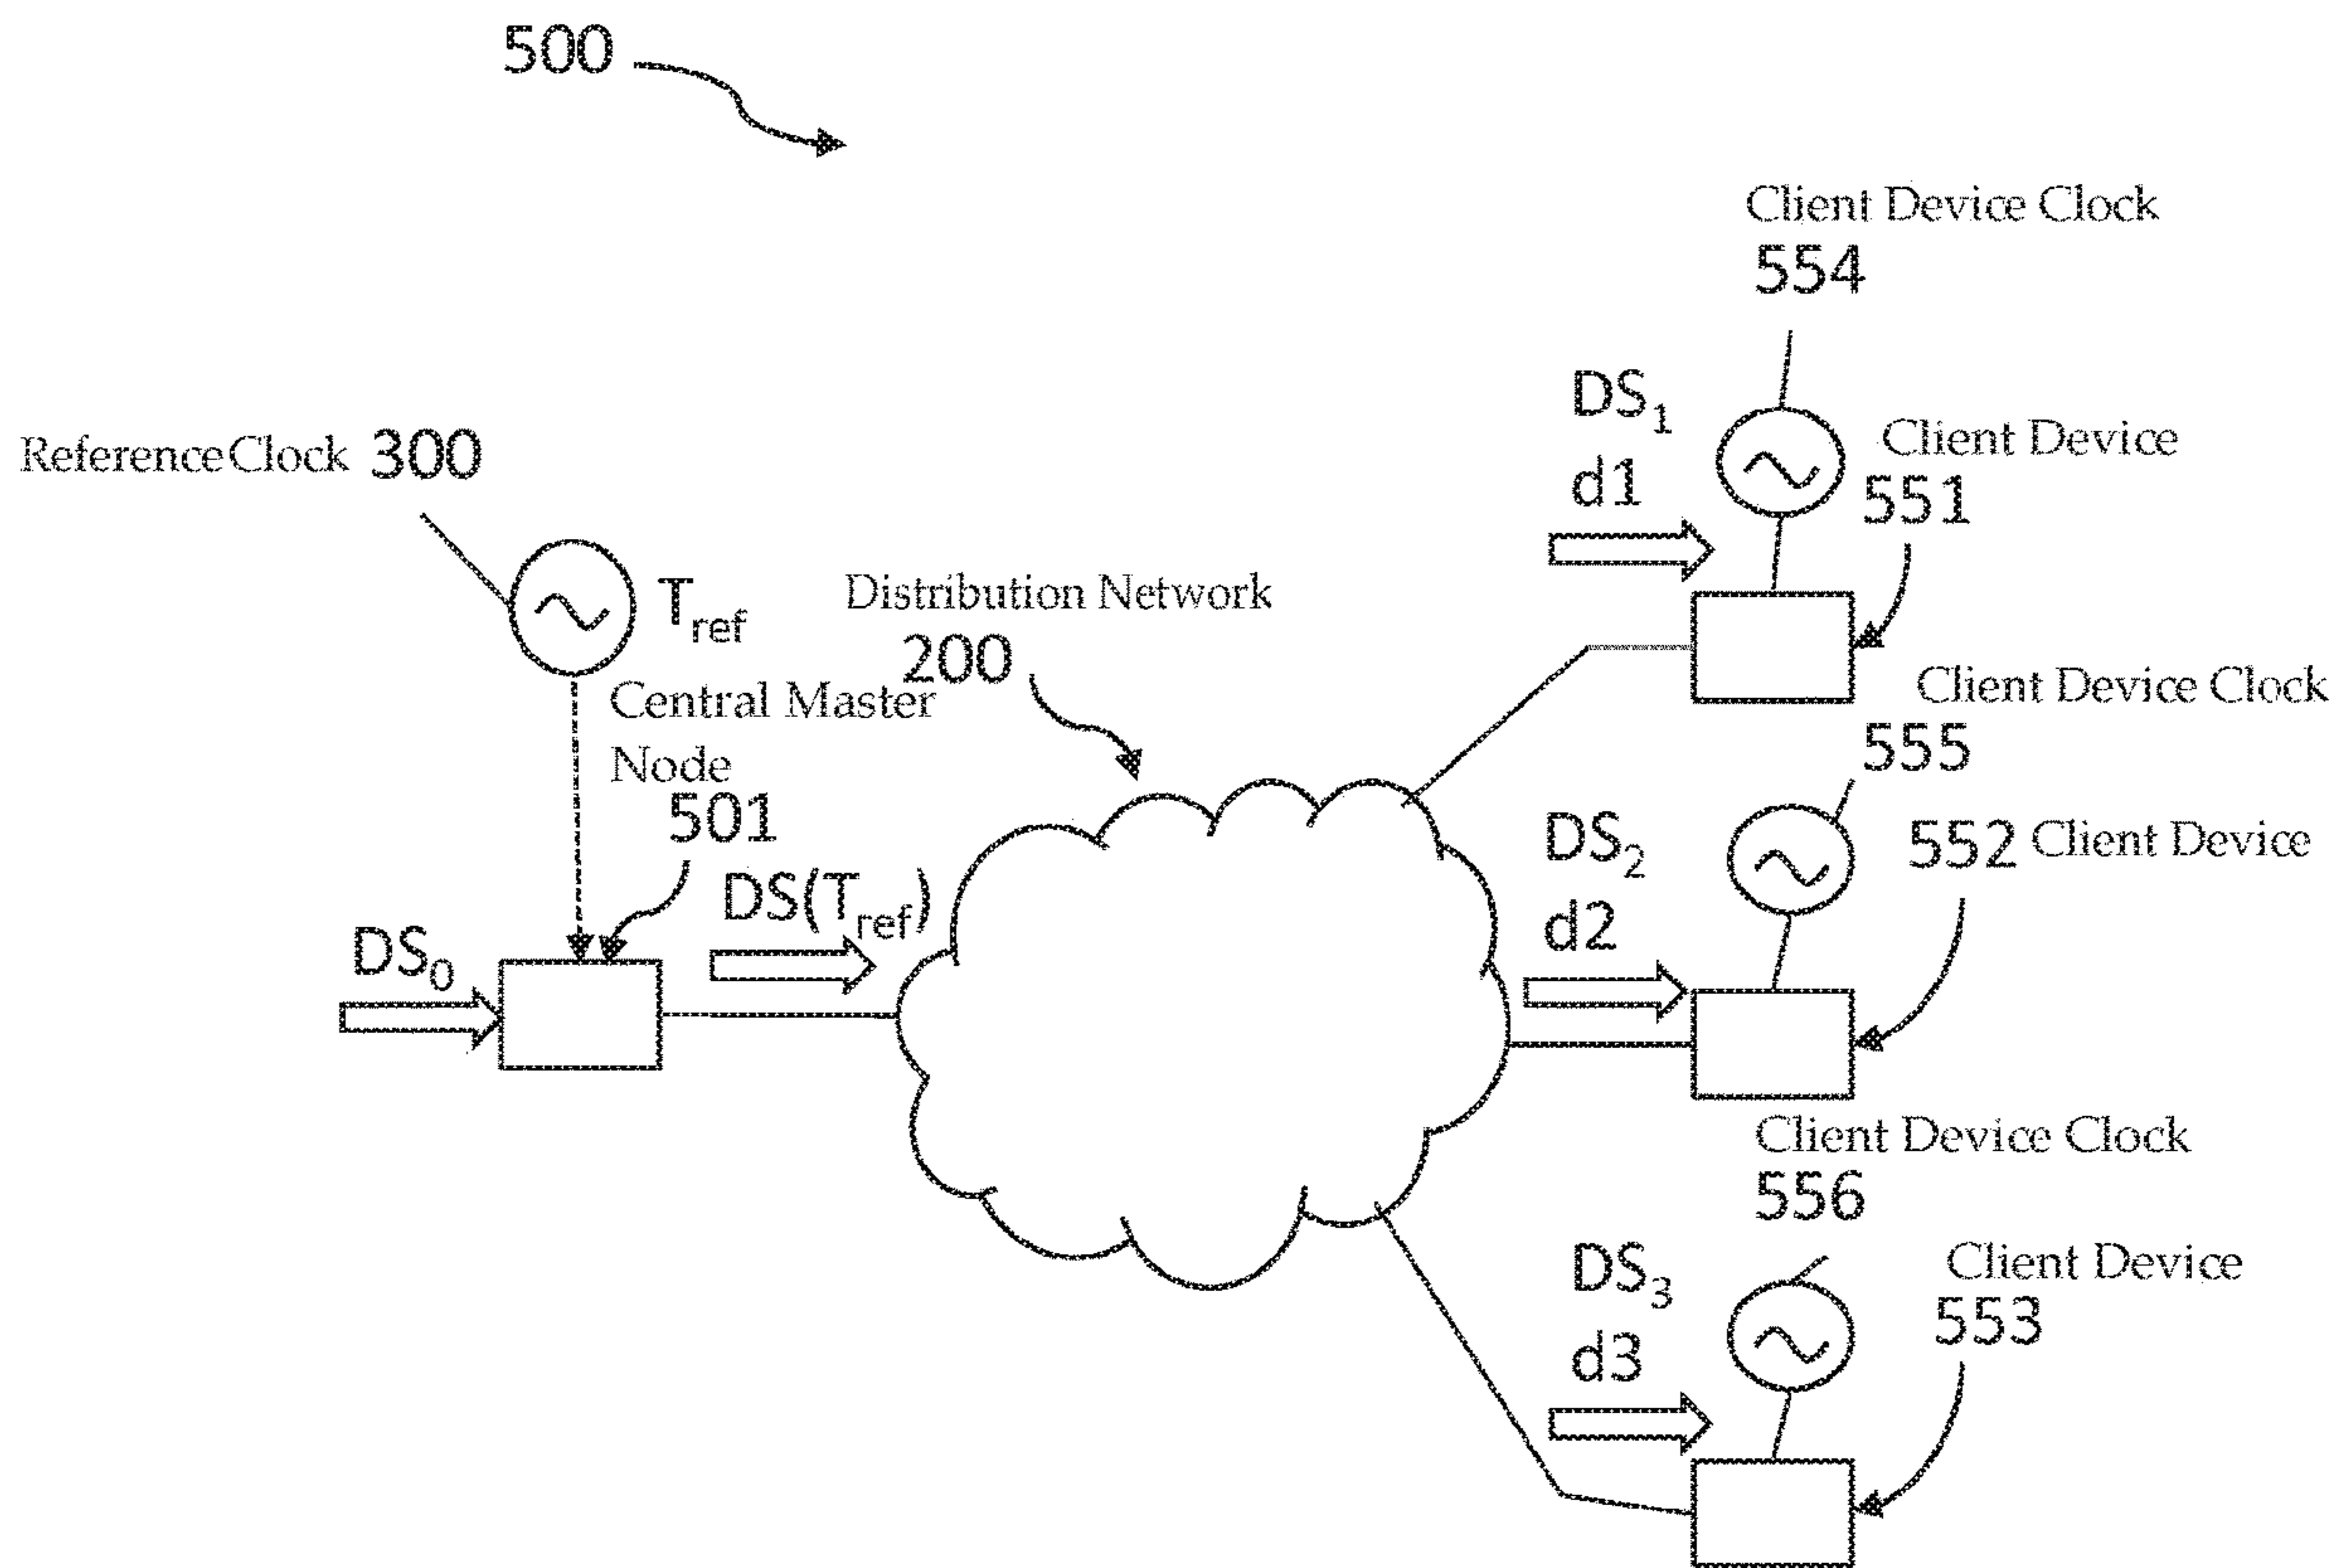 500
Client Device Clock
554
DS1
d1
Client Device
551
Reference Clock 300
Tref
Distribution Network
200
Central Master
Node
501
Client Device Clock
555
DS2
d2
552 Client Device
DS(Tref)
DS0
Client Device Clock
556
DS3
d3
Client Device
553